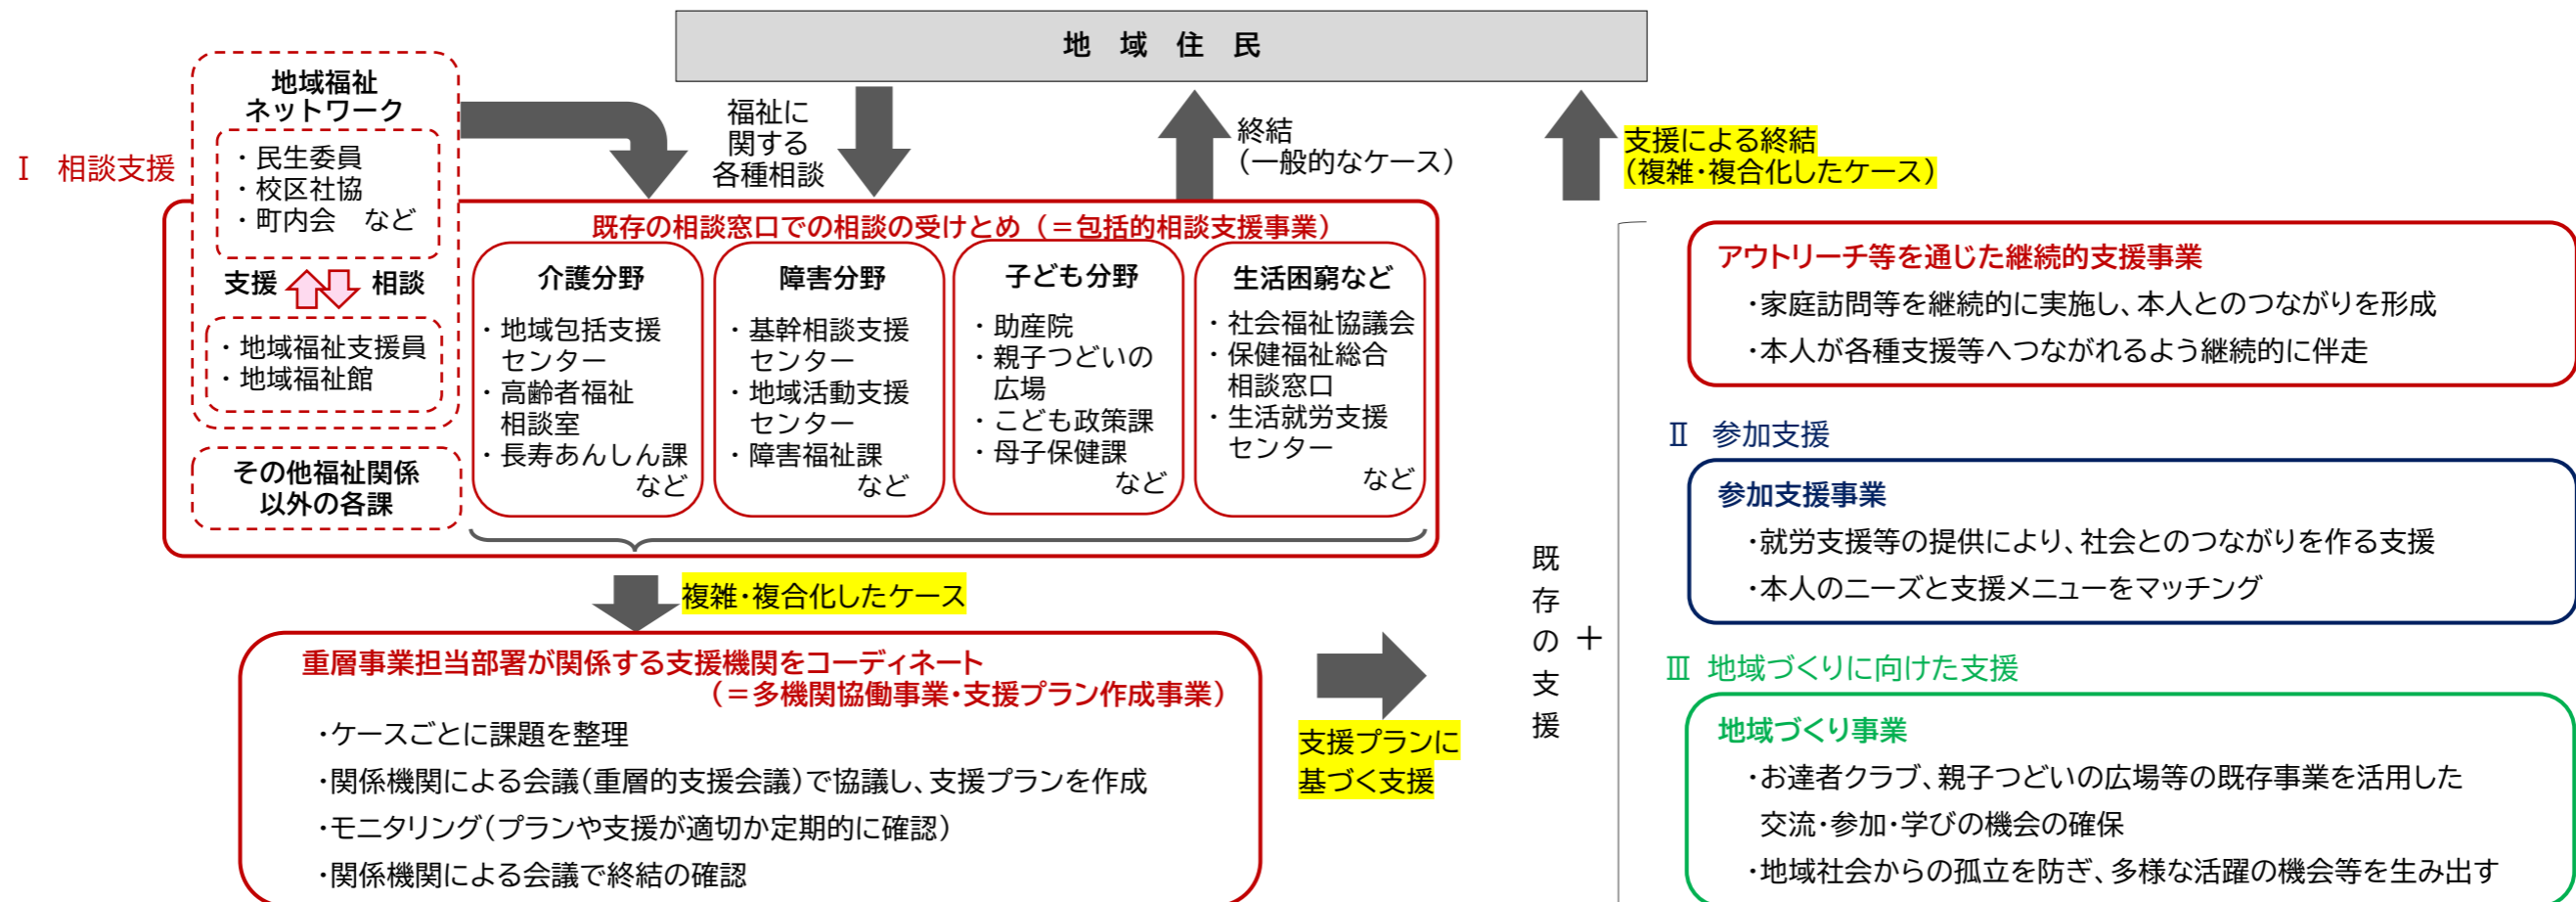 地 域 住 民
地域福祉
ネットワーク
・民生委員
・校区社協
・町内会 など
支援
相談
・地域福祉支援員
・地域福祉館
その他福祉関係
以外の各課
Ⅰ 相談支援
福祉に
関する
各種相談
終結
（一般的なケース）
支援による終結
（複雑・複合化したケース）
既存の相談窓口での相談の受けとめ（＝包括的相談支援事業）
介護分野
・地域包括支援
センター
・高齢者福祉
相談室
・長寿あんしん課
など
障害分野
・基幹相談支援
センター
・地域活動支援
センター
・障害福祉課
など
子ども分野
・助産院
・親子つどいの
広場
・こども政策課
・母子保健課
など
生活困窮など
・社会福祉協議会
・保健福祉総合
相談窓口
・生活就労支援
センター
など
複雑・複合化したケース
重層事業担当部署が関係する支援機関をコーディネート
（＝多機関協働事業・支援プラン作成事業）
・ケースごとに課題を整理
・関係機関による会議（重層的支援会議）で協議し、支援プランを作成
・モニタリング（プランや支援が適切か定期的に確認）
・関係機関による会議で終結の確認
支援プランに
基づく支援
既存の支援
＋
アウトリーチ等を通じた継続的支援事業
・家庭訪問等を継続的に実施し、本人とのつながりを形成
・本人が各種支援等へつながれるよう継続的に伴走
Ⅱ 参加支援
参加支援事業
・就労支援等の提供により、社会とのつながりを作る支援
・本人のニーズと支援メニューをマッチング
Ⅲ 地域づくりに向けた支援
地域づくり事業
・お達者クラブ、親子つどいの広場等の既存事業を活用した
交流・参加・学びの機会の確保
・地域社会からの孤立を防ぎ、多様な活躍の機会等を生み出す